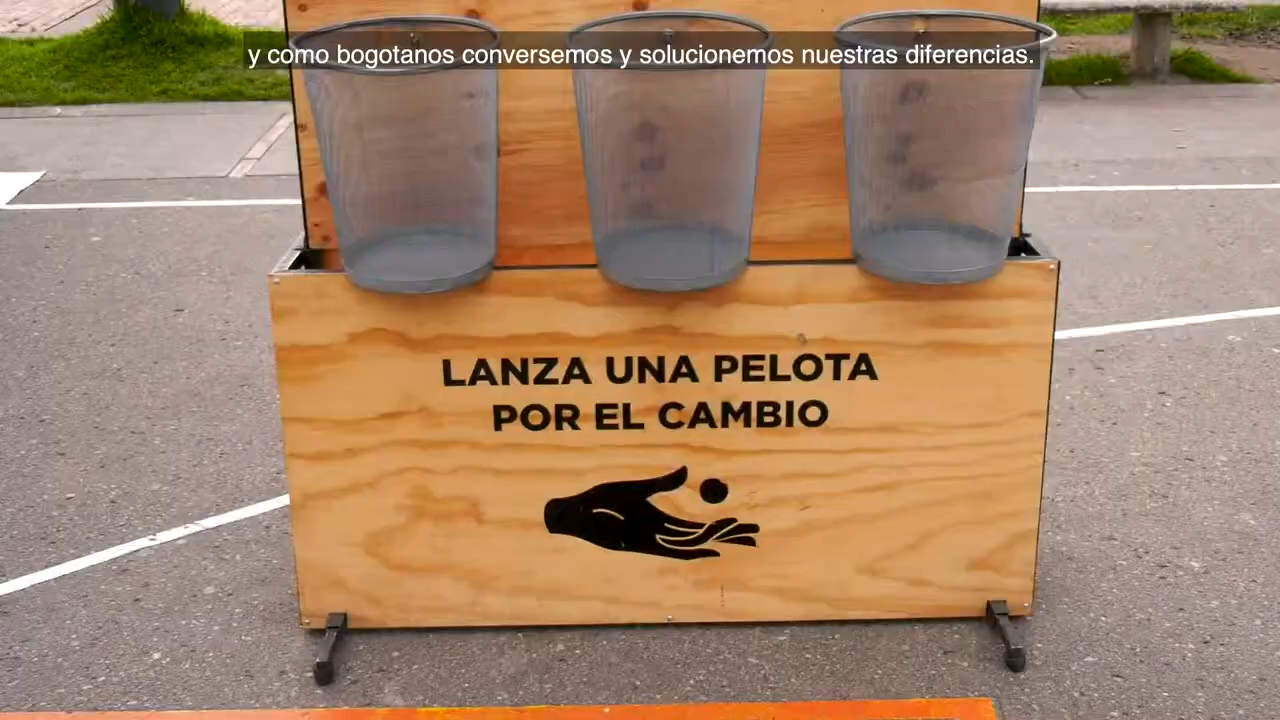 y como bogotanos conversemos y solucionemos nuestras diferencias.
LANZA UNA PELOTA
POR EL CAMBIO